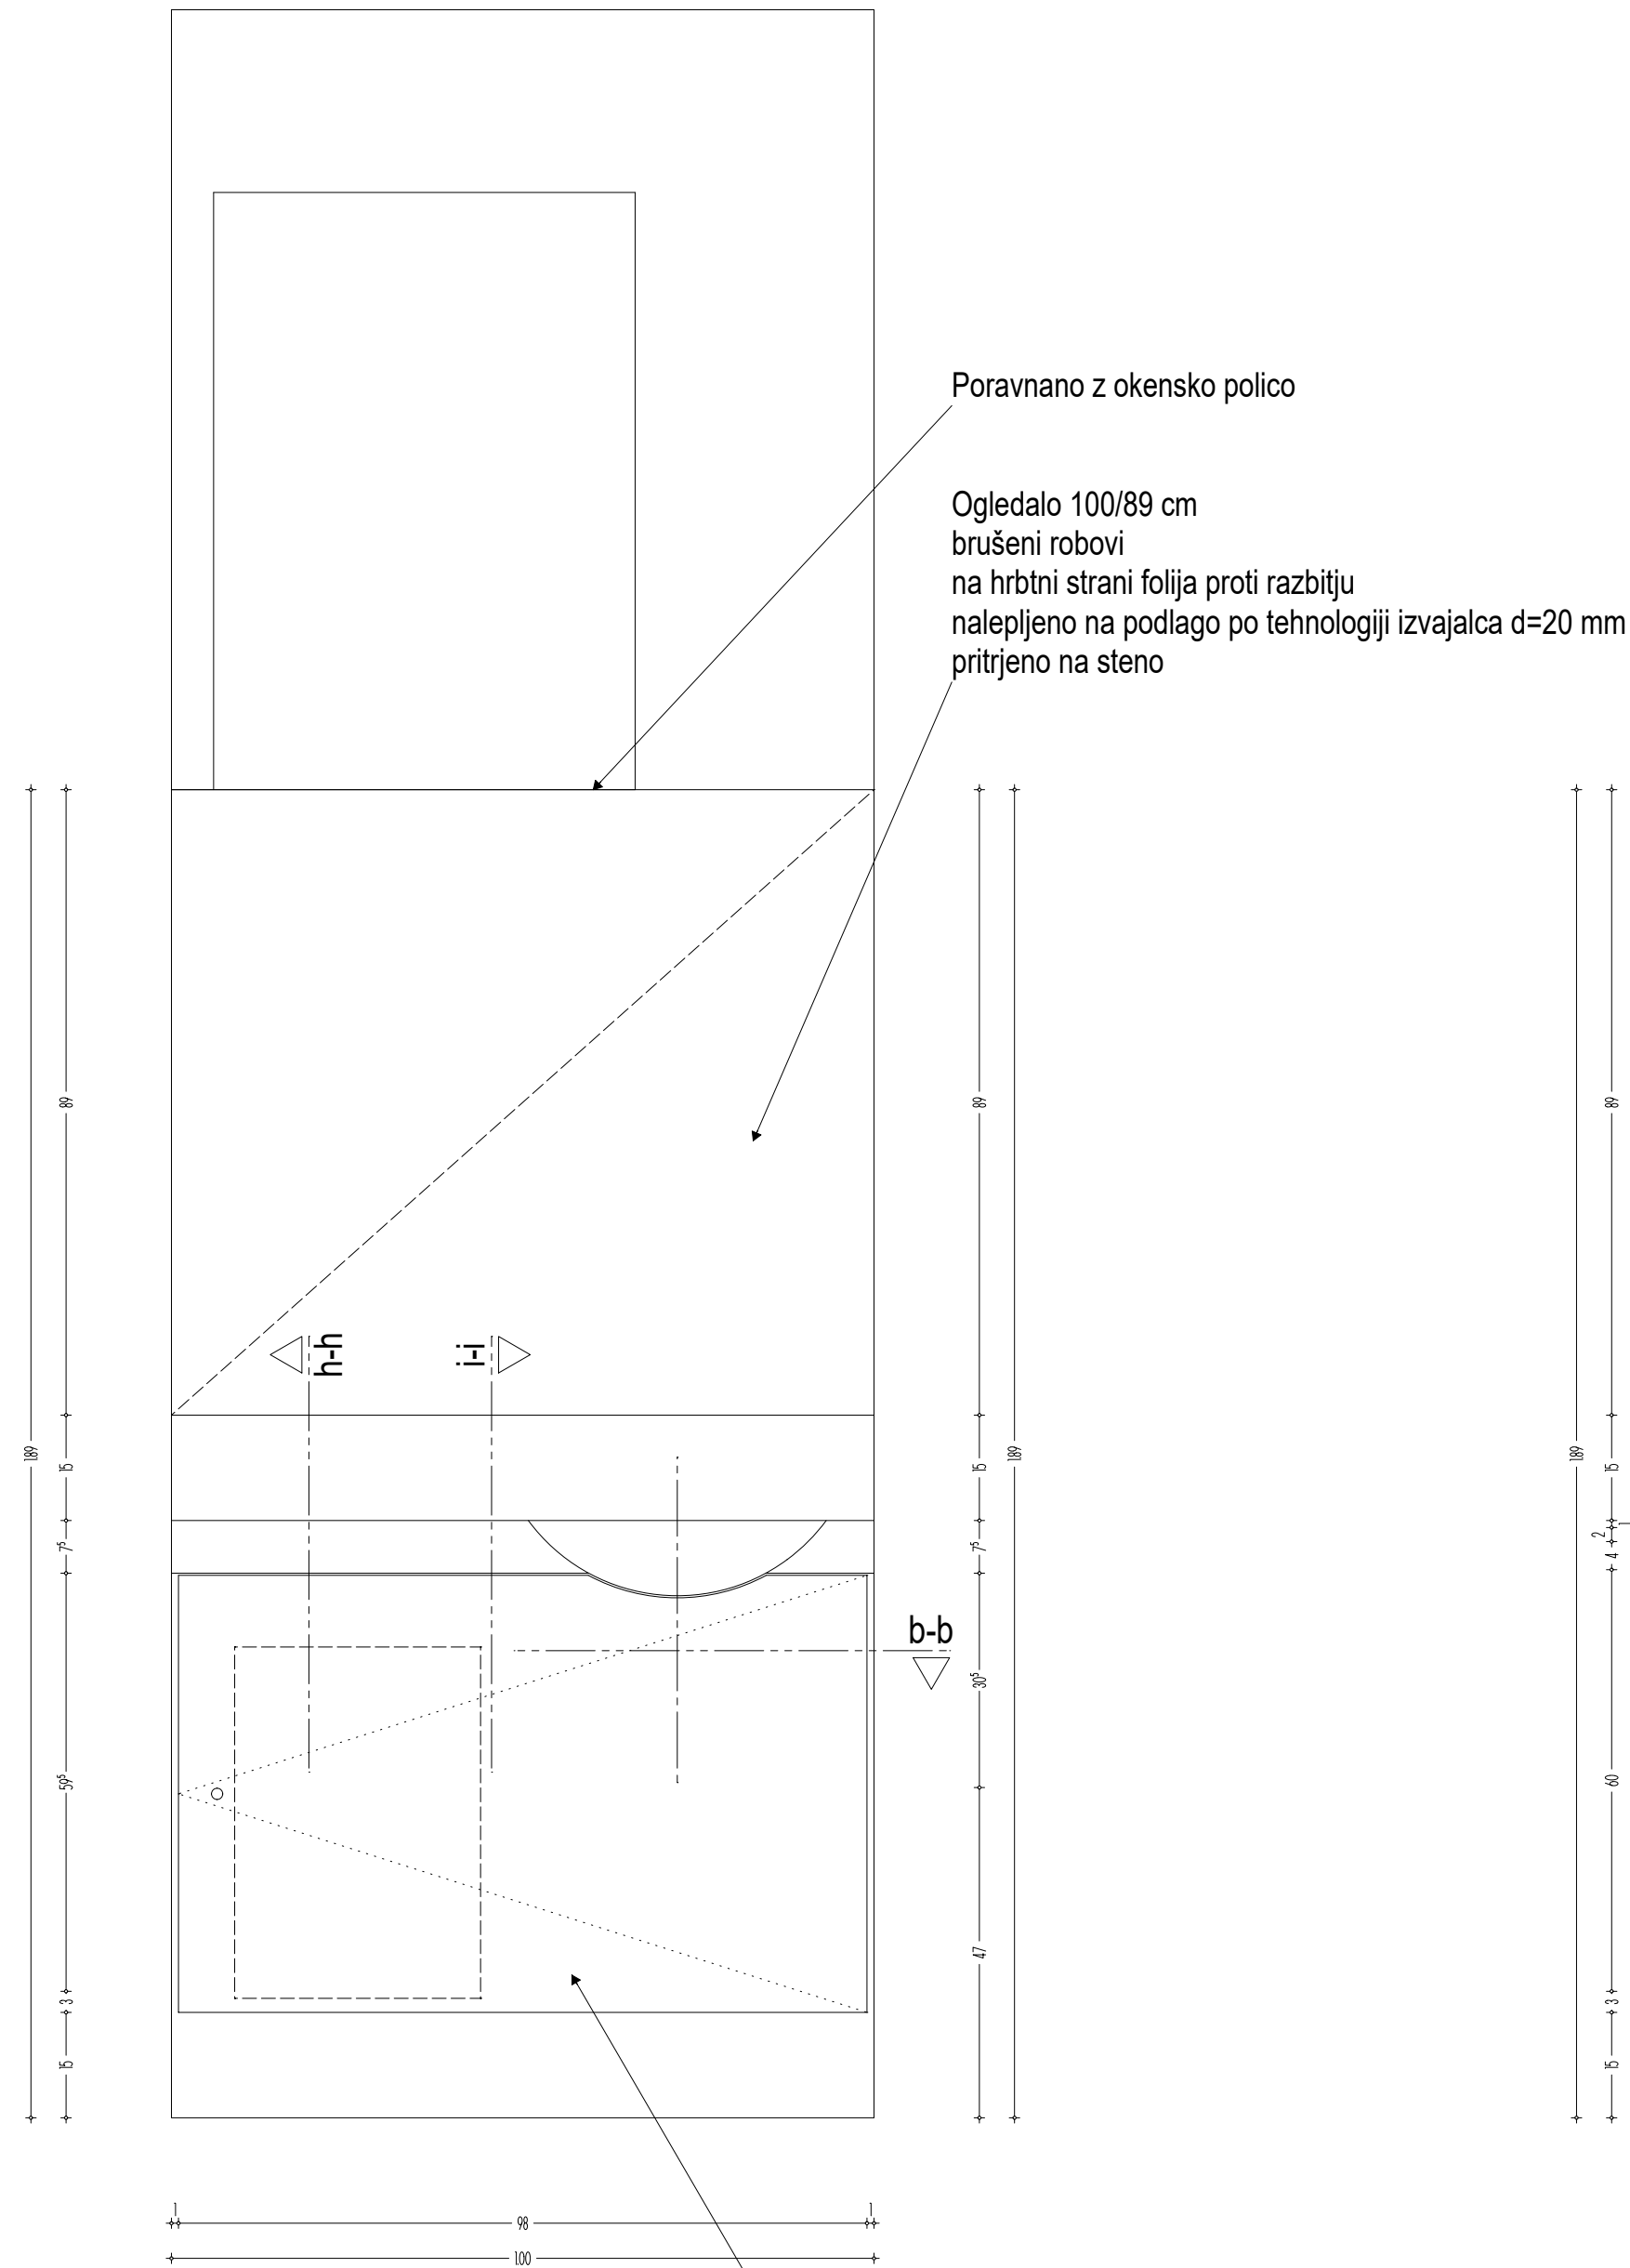 Poravnano z okensko polico
Ogledalo 100/89 cm
brušeni robovi
na hrbtni strani folija proti razbitju
nalepljeno na podlago po tehnologiji izvajalca d=20 mm
pritrjeno na steno
h-h
i-i
b-b
189
89
15
7⁵
59⁵
3
15
89
15
7⁵
30⁵
47
189
189
89
15
1
2
4
60
3
15
1
98
1
1.00